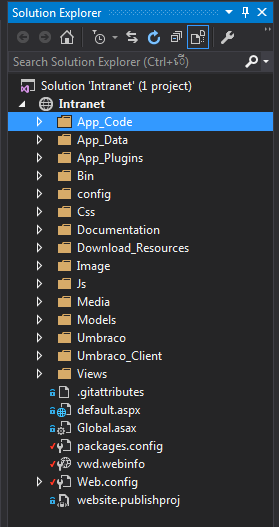 Solution Explorer
Search Solution Explorer (Ctrl+
Solution 'Intranet' (1 project)
Intranet
App_Code
App_Data
App_Plugins
Bin
config
Css
Documentation
Download_Resources
Image
Js
Media
Models
Umbraco
Umbraco_Client
Views
.gitattributes
default.aspx
Global.asax
packages.config
vwd.webinfo
Web.config
website.publishproj